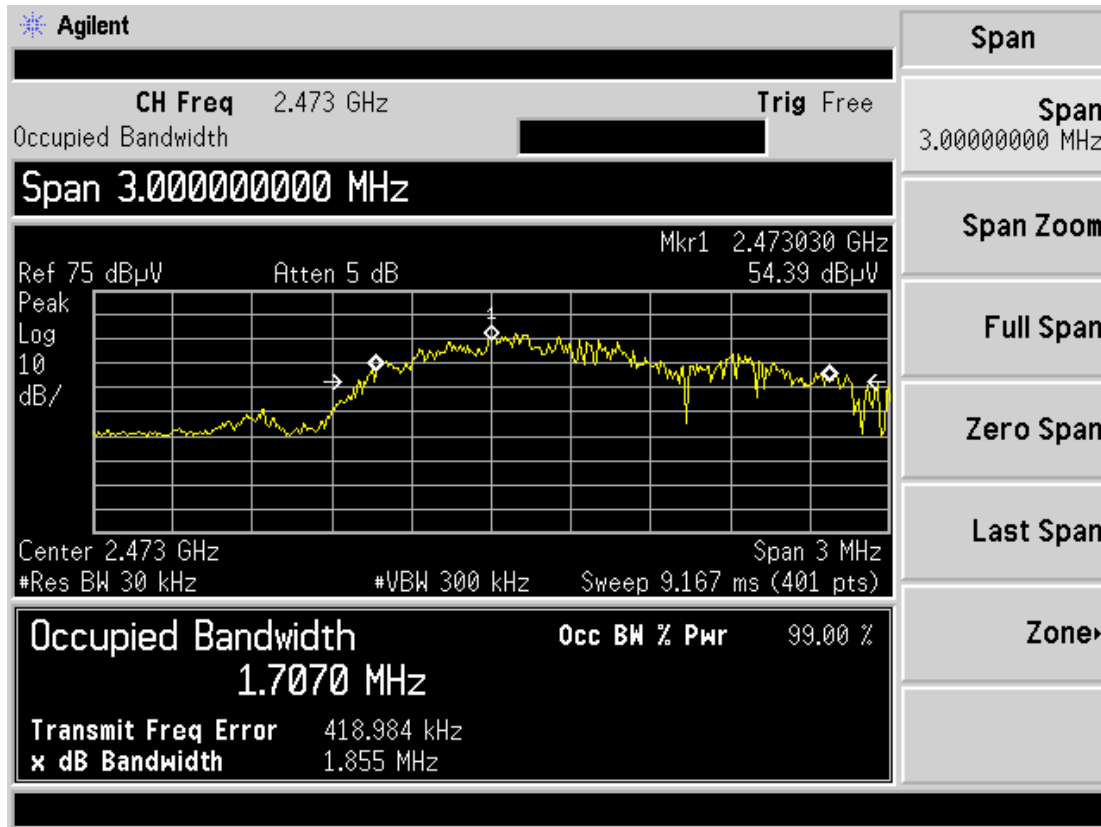 Agilent
CH Freq 2.473 GHz Trig Free
Occupied Bandwidth
Span 3.000000000 MHz
Mkr1 2.473030 GHz
Ref 75 dBµV Atten 5 dB 54.39 dBµV
Peak
Log
10
dB/
1
Center 2.473 GHz Span 3 MHz
#Res BW 30 kHz #VBW 300 kHz Sweep 9.167 ms (401 pts)
Occupied Bandwidth
1.7070 MHz
Occ BW % Pwr 99.00 %
Transmit Freq Error 418.984 kHz
x dB Bandwidth 1.855 MHz
Span
Span
3.00000000 MHz
Span Zoom
Full Span
Zero Span
Last Span
Zone